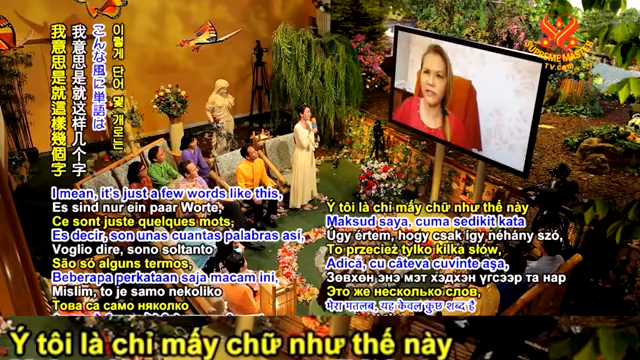 SUPREME MASTER
TV.com
이렇게 단어 몇 개로는
こんな風に単語は
我意思是就这样几个字
我意思是就這樣幾個字
I mean, it's just a few words like this,
Es sind nur ein paar Worte,
Ce sont juste quelques mots,
Es decir, son unas cuantas palabras así,
Voglio dire, sono soltanto
São só alguns termos,
Beberapa perkataan saja macam ini,
Mislim, to je samo nekoliko
Това са само няколко
Ý tôi là chỉ mấy chữ như thế này
Maksud saya, cuma sedikit kata
Úgy értem, hogy csak így néhány szó,
To przecież tylko kilka słów,
Adică, cu câteva cuvinte aşa,
Зөвхөн энэ мэт хэдхэн үгсээр та нар
Это же несколько слов,
मेरा मतलब, यह केवल कुछ शब्द है
Ý tôi là chỉ mấy chữ như thế này